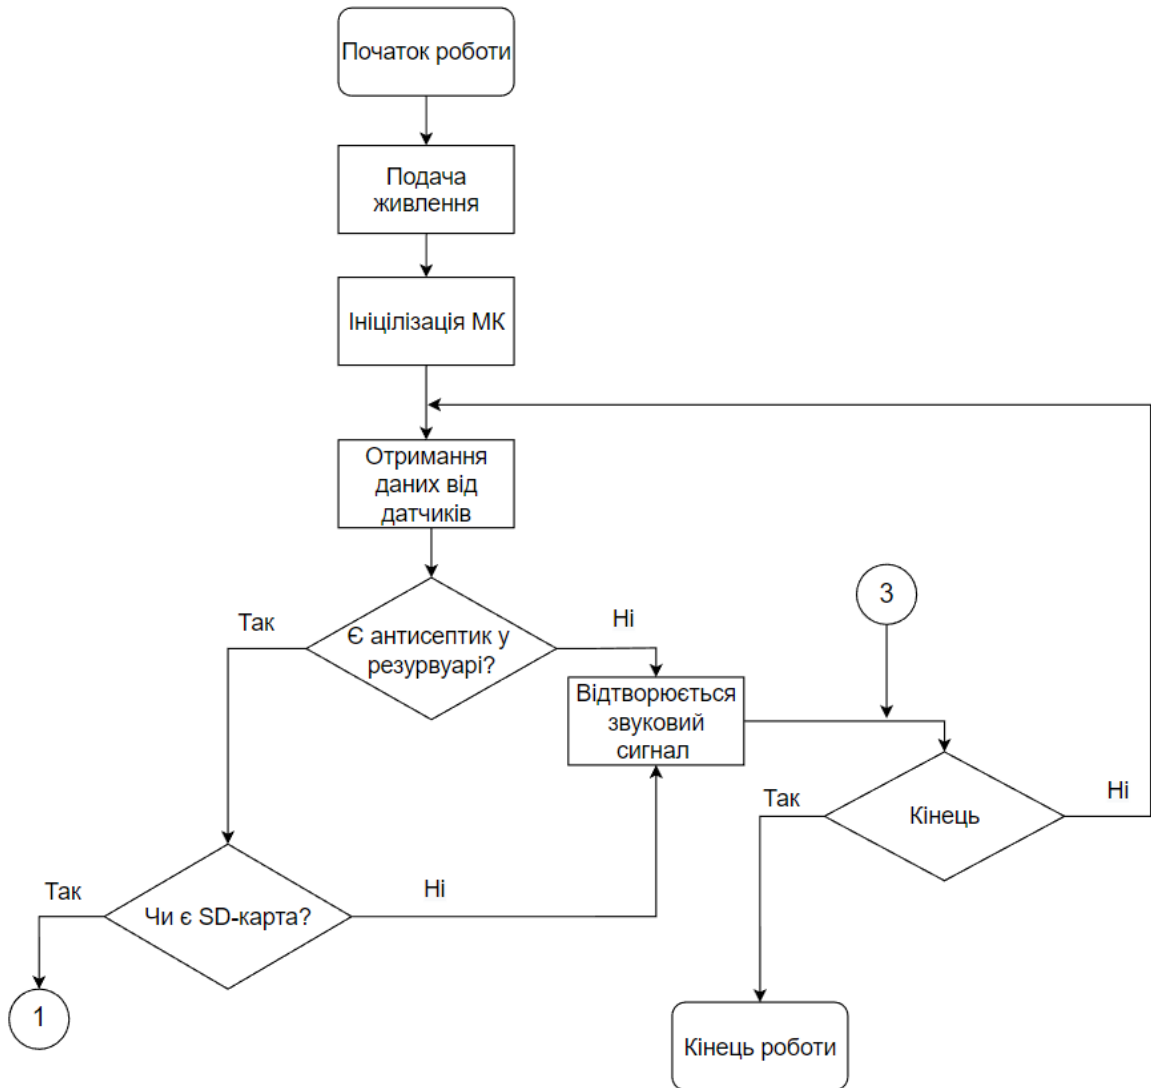 Початок роботи
Подача
живлення
Ініцілізація МК
Отримання
даних від
датчиків
Так
Є антисептик у
резурвуарі?
Ні
3
Відтворюється
звуковий
сигнал
Так
Кінець
Ні
Так
Чи є SD-карта?
Ні
1
Кінець роботи